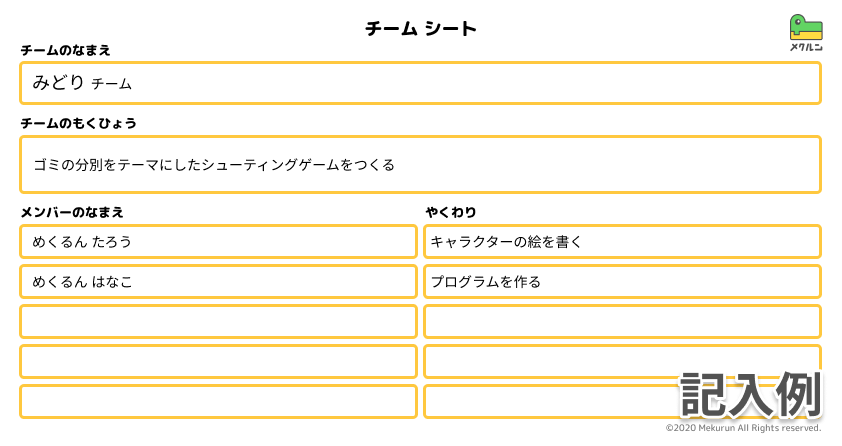 チーム シート
メクルン
チームのなまえ
みどり チーム
チームのもくひょう
ゴミの分別をテーマにしたシューティングゲームをつくる
メンバーのなまえ
やくわり
めくるん たろう
キャラクターの絵を書く
めくるん はなこ
プログラムを作る
記入例
©2020 Mekurun All Rights reserved.